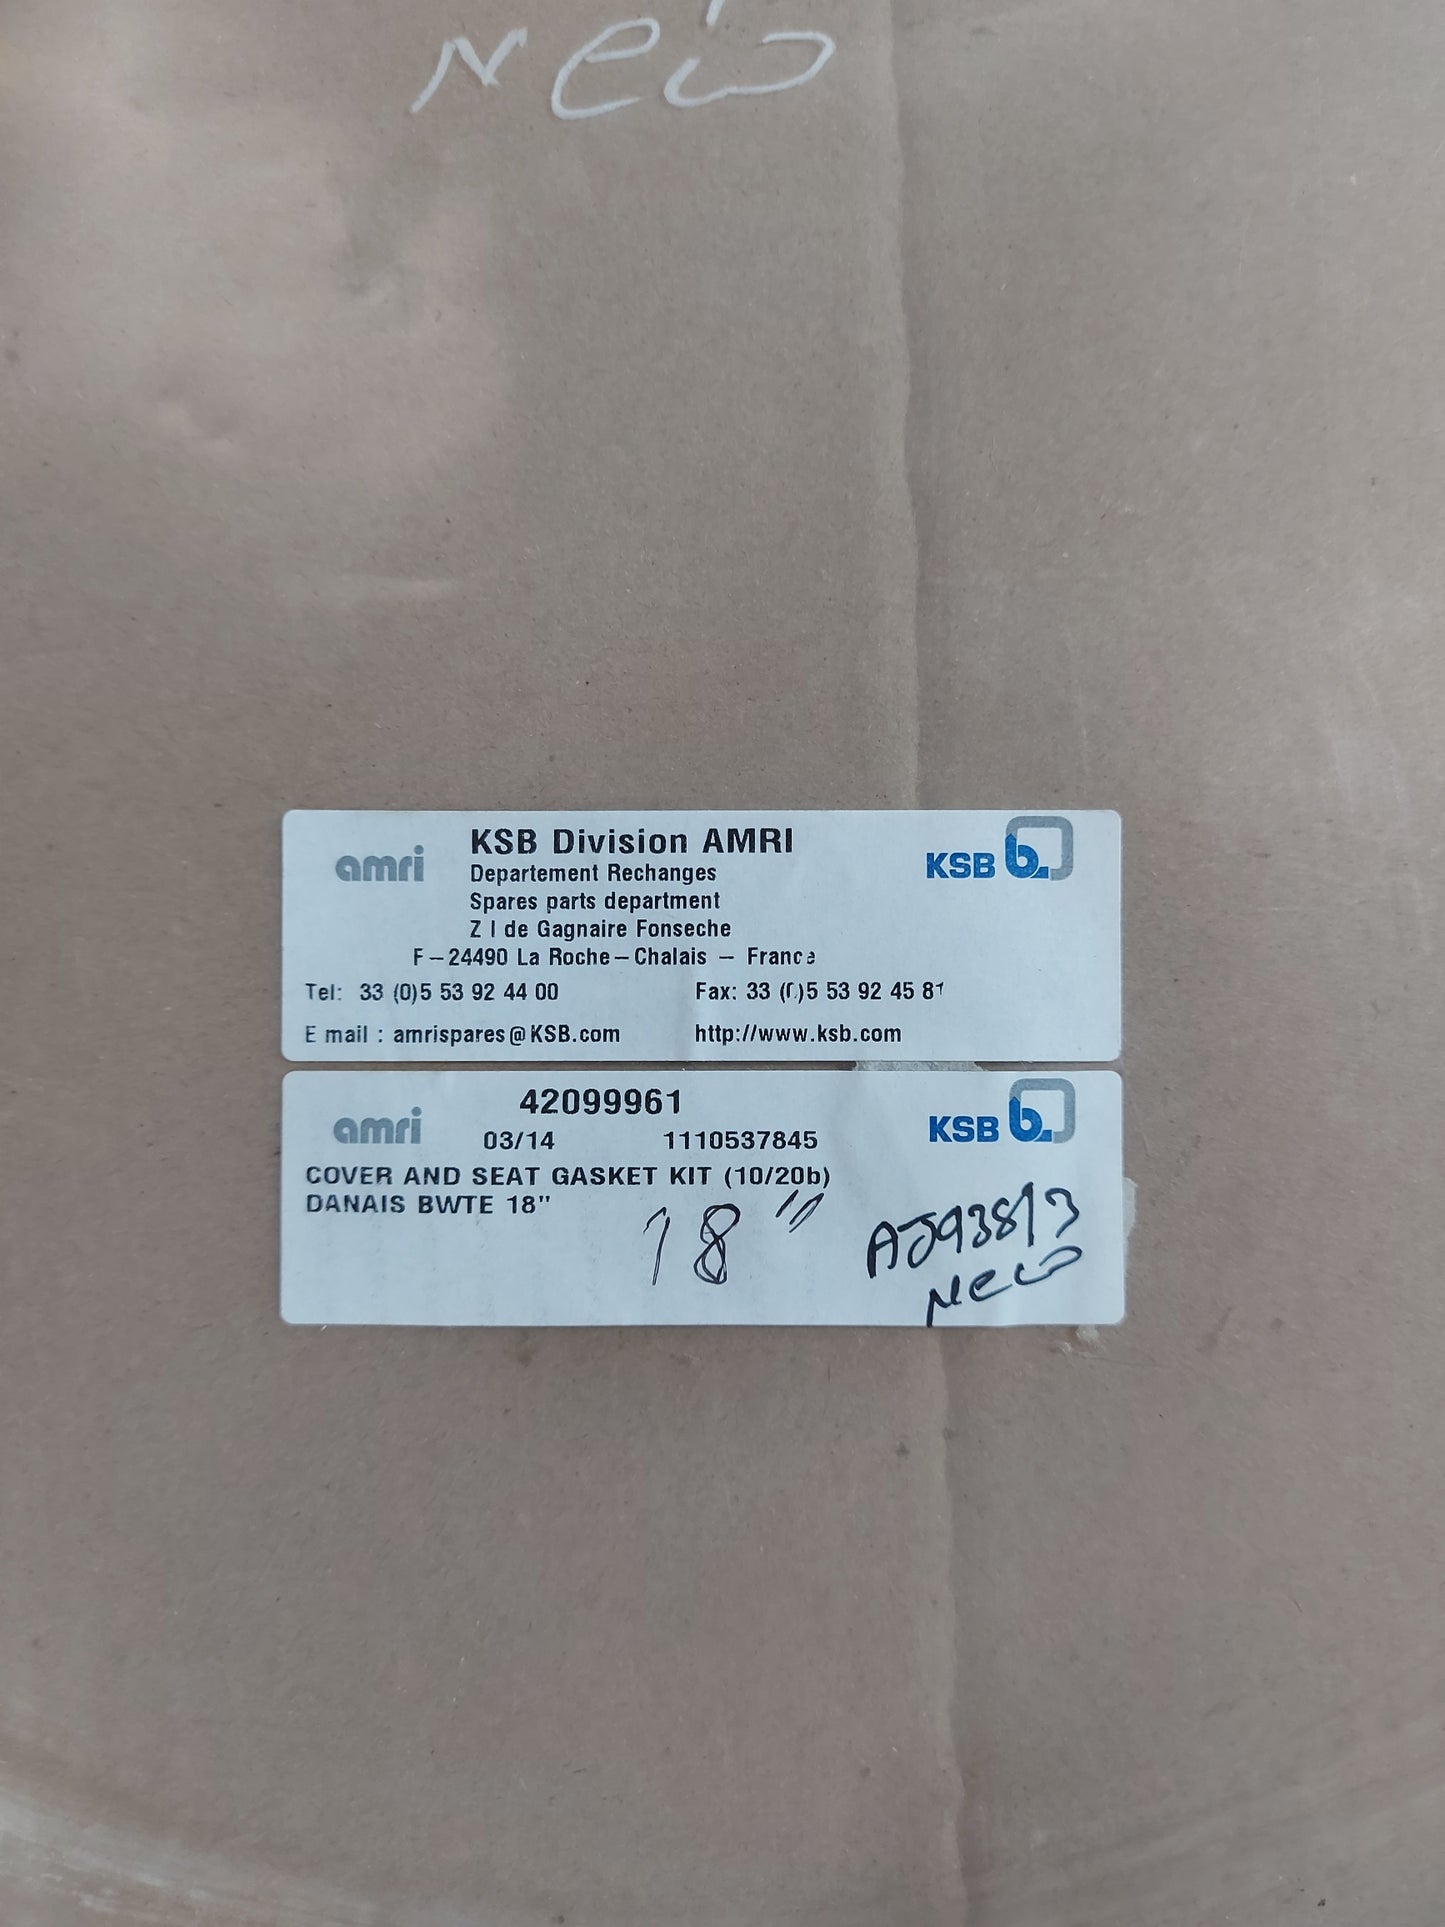 New
amri
KSB Division AMRI
KSB
Departement Rechanges
Spares parts department
Z I de Gagnaire Fonseche
F-24490 La Roche-Chalais - France
Tel: 33 (0)5 53 92 44 00 Fax: 33 (0)5 53 92 45 81
E mail : amrispares@KSB.com http://www.ksb.com
amri
42099961
KSB
03/14 1110537845
COVER AND SEAT GASKET KIT (10/20b)
DANAIS BWTE 18"
18"
New